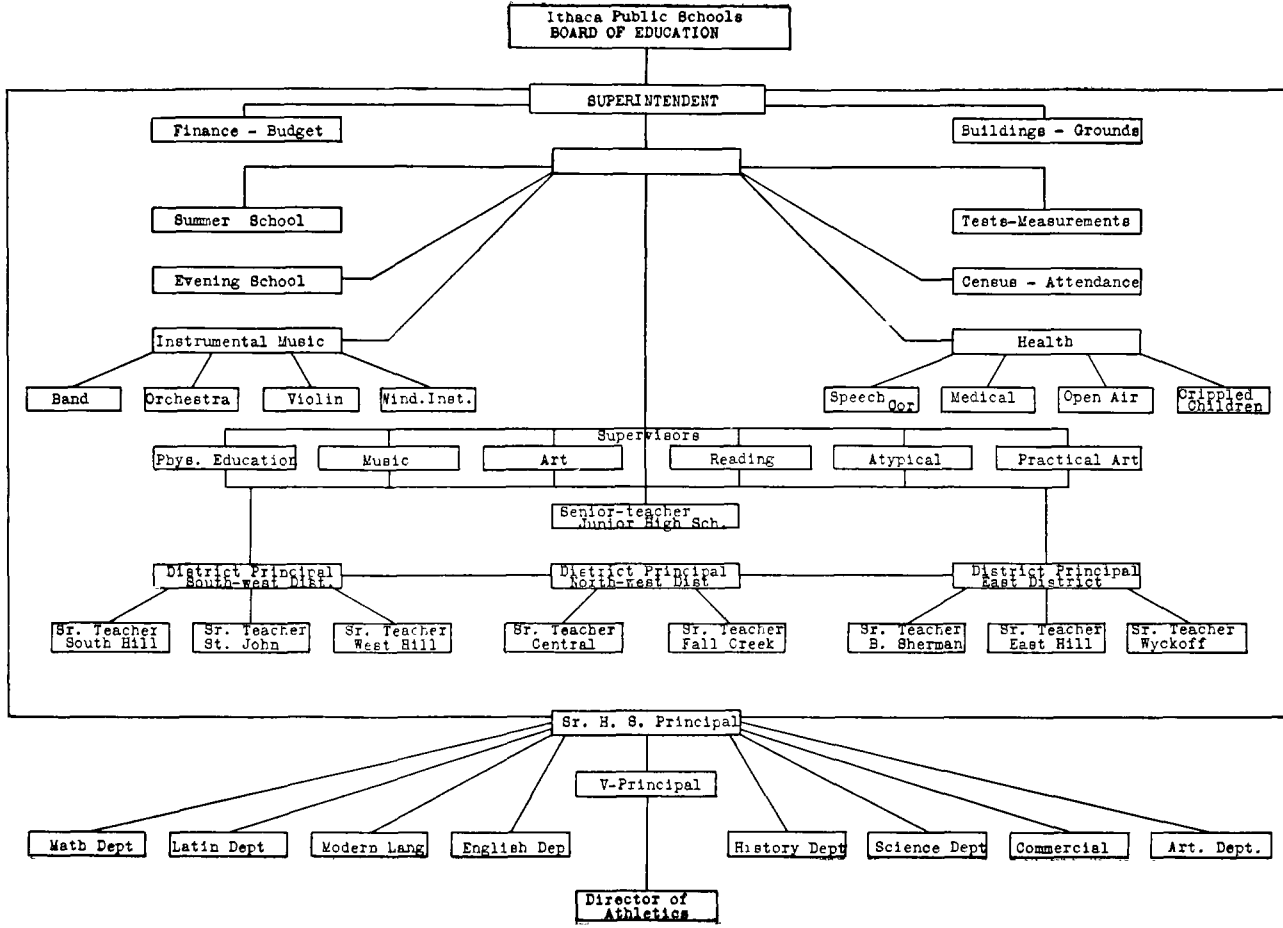 Ithaca Public Schools
BOARD OF EDUCATION
SUPERINTENDENT
Finance - Budget
Buildings - Grounds
Summer School
Tests-Measurements
Evening School
Census - Attendance
Instrumental Music
Health
Band
Orchestra
Violin
Wind.Inst.
Speech Cor
Medical
Open Air
Crippled
Children
Supervisors
Phys. Education
Music
Art
Reading
Atypical
Practical Art
Senior-teacher
Junior High Sch.
District Principal
South-west Dist.
District Principal
North-west Dist
District Principal
East District
Sr. Teacher
South Hill
Sr. Teacher
St. John
Sr. Teacher
West Hill
Sr. Teacher
Central
Sr. Teacher
Fall Creek
Sr. Teacher
B. Sherman
Sr. Teacher
East Hill
Sr. Teacher
Wyckoff
Sr. H. S. Principal
V-Principal
Math Dept
Latin Dept
Modern Lang
English Dep
History Dept
Science Dept
Commercial
Art. Dept.
Director of
Athletics